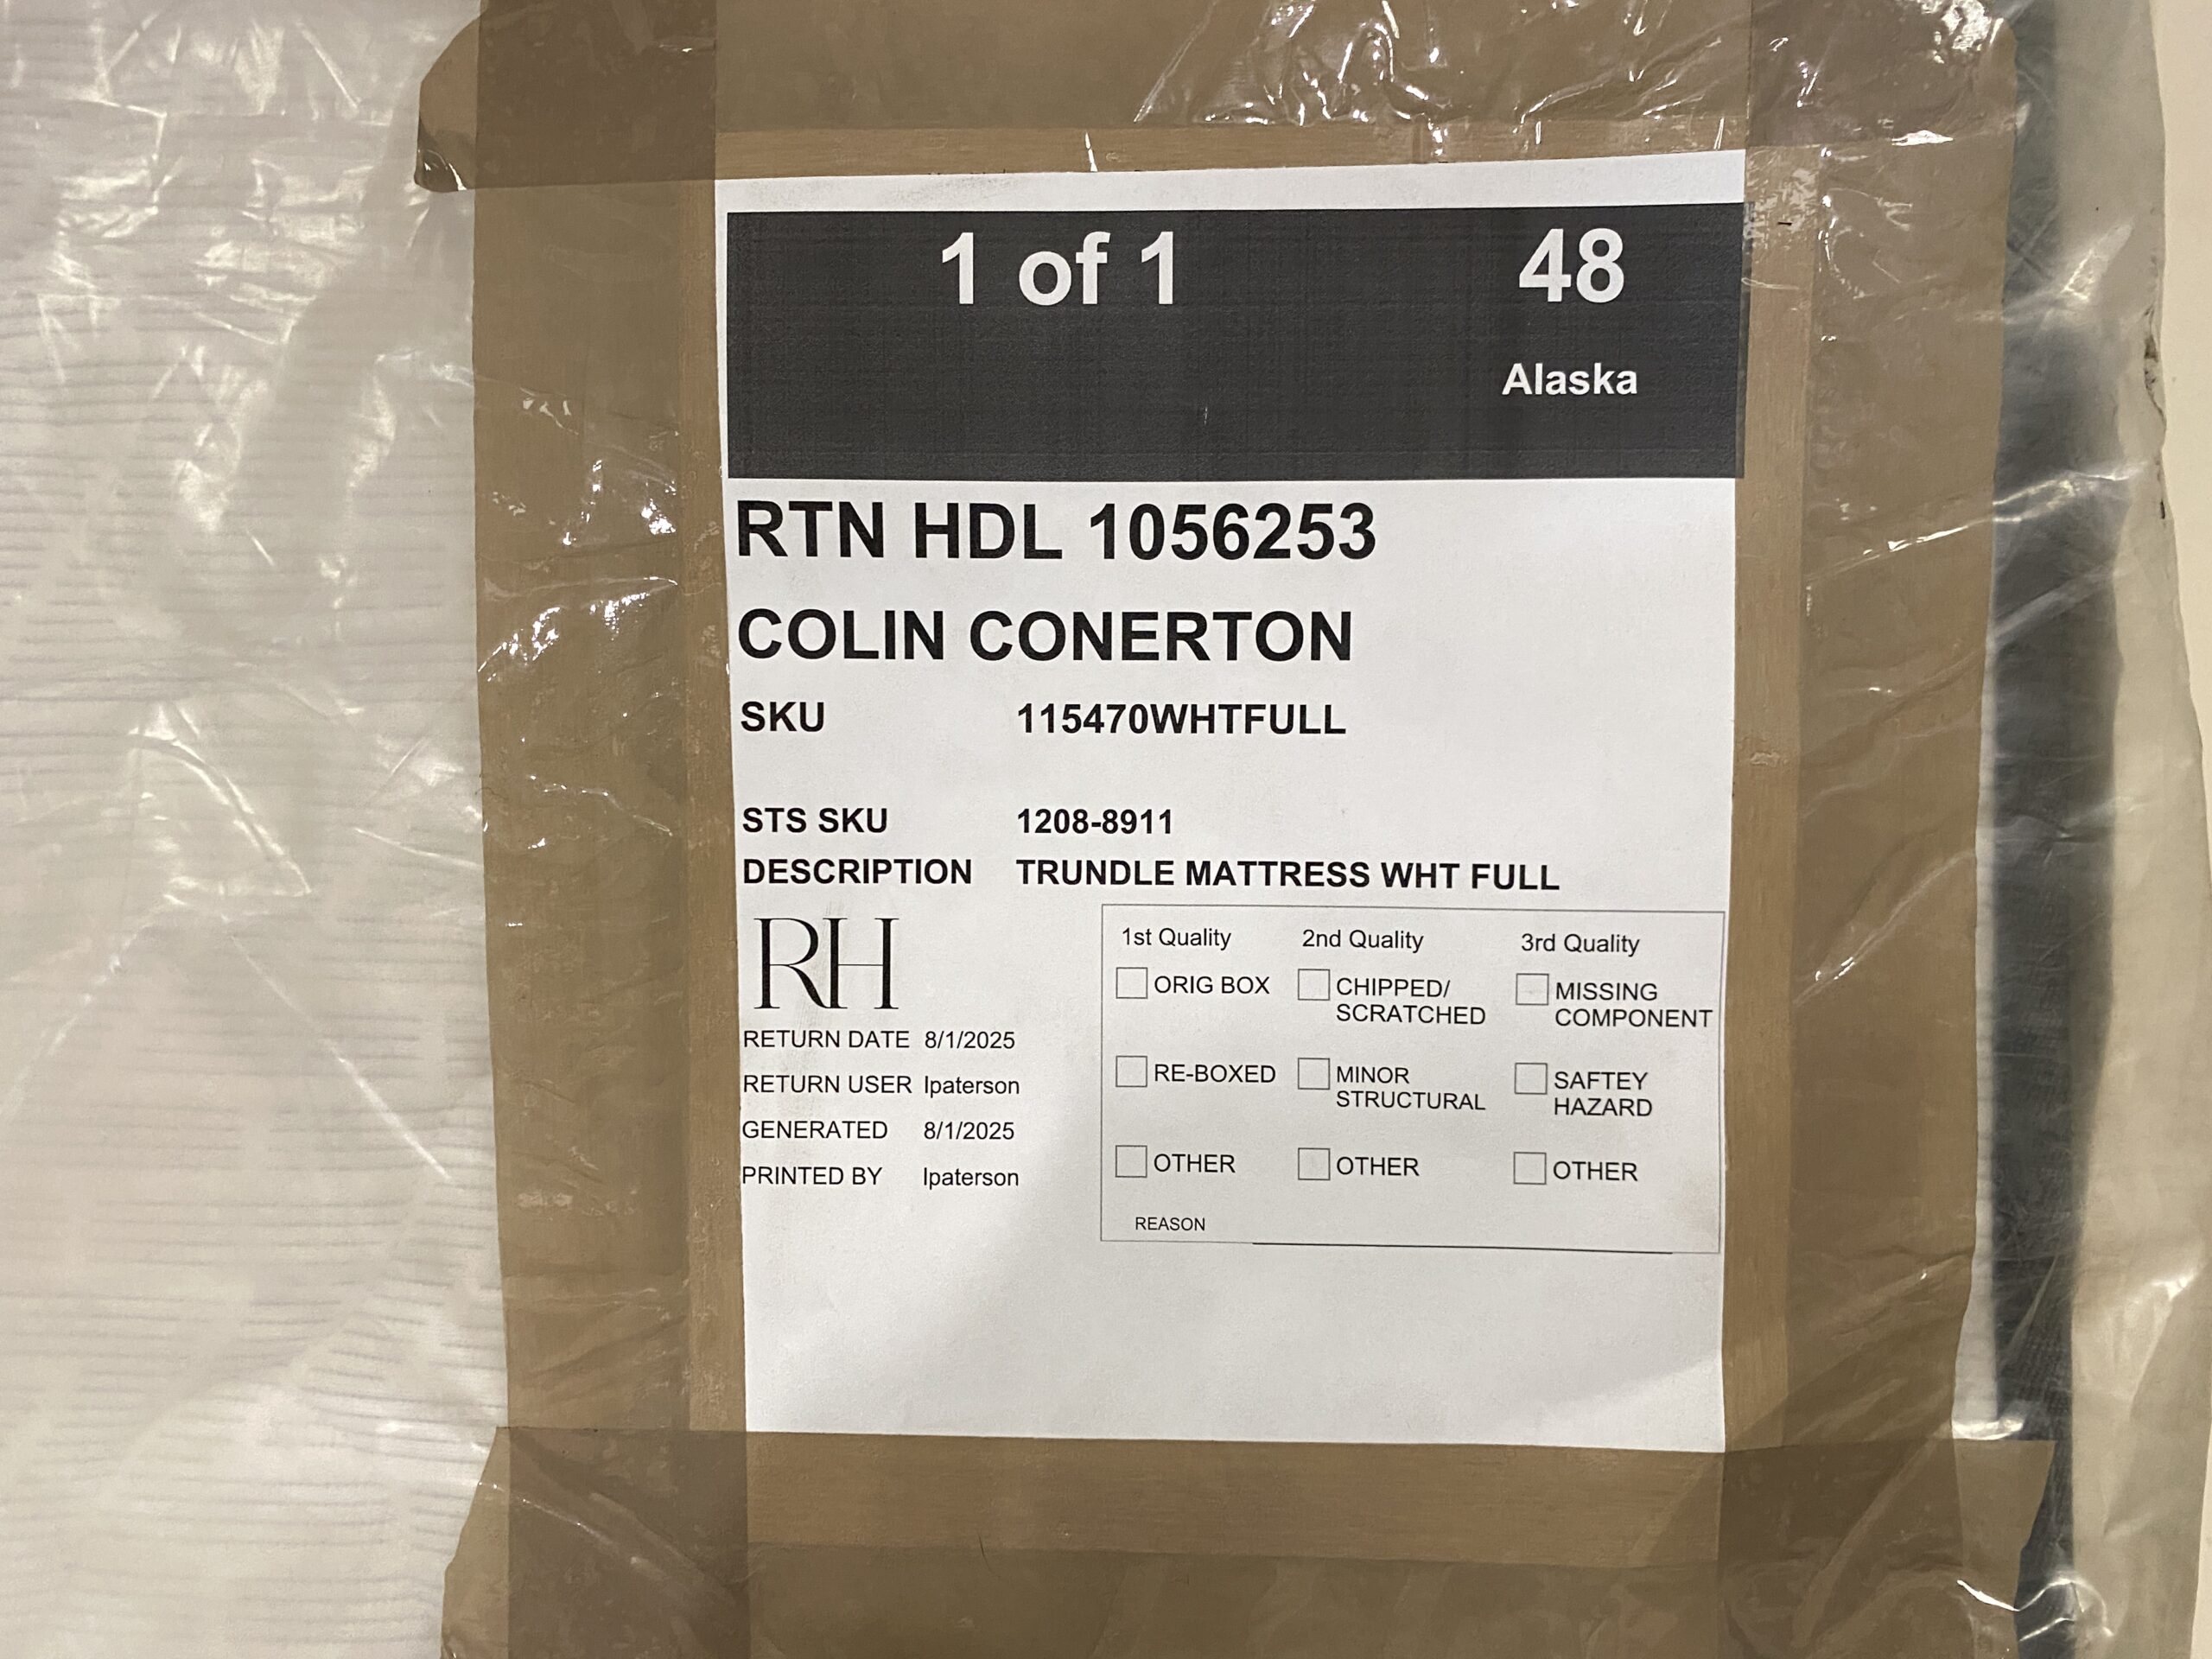 1 of 1 48
Alaska
RTN HDL 1056253
COLIN CONERTON
SKU 115470WHTFULL
STS SKU 1208-8911
DESCRIPTION TRUNDLE MATTRESS WHT FULL
RH
RETURN DATE 8/1/2025
RETURN USER lpaterson
GENERATED 8/1/2025
PRINTED BY lpaterson
1st Quality 2nd Quality 3rd Quality
ORIG BOX CHIPPED/ MISSING
SCRATCHED COMPONENT
RE-BOXED MINOR SAFTEY
STRUCTURAL HAZARD
OTHER OTHER OTHER
REASON